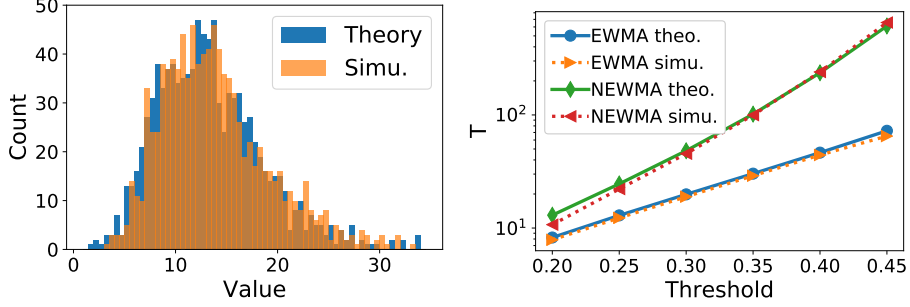 50
40
30
20
10
0
Count
0 10 20 30
Value
Theory
Simu.
T
10²
10¹
EWMA theo.
EWMA simu.
NEWMA theo.
NEWMA simu.
0.20 0.25 0.30 0.35 0.40 0.45
Threshold